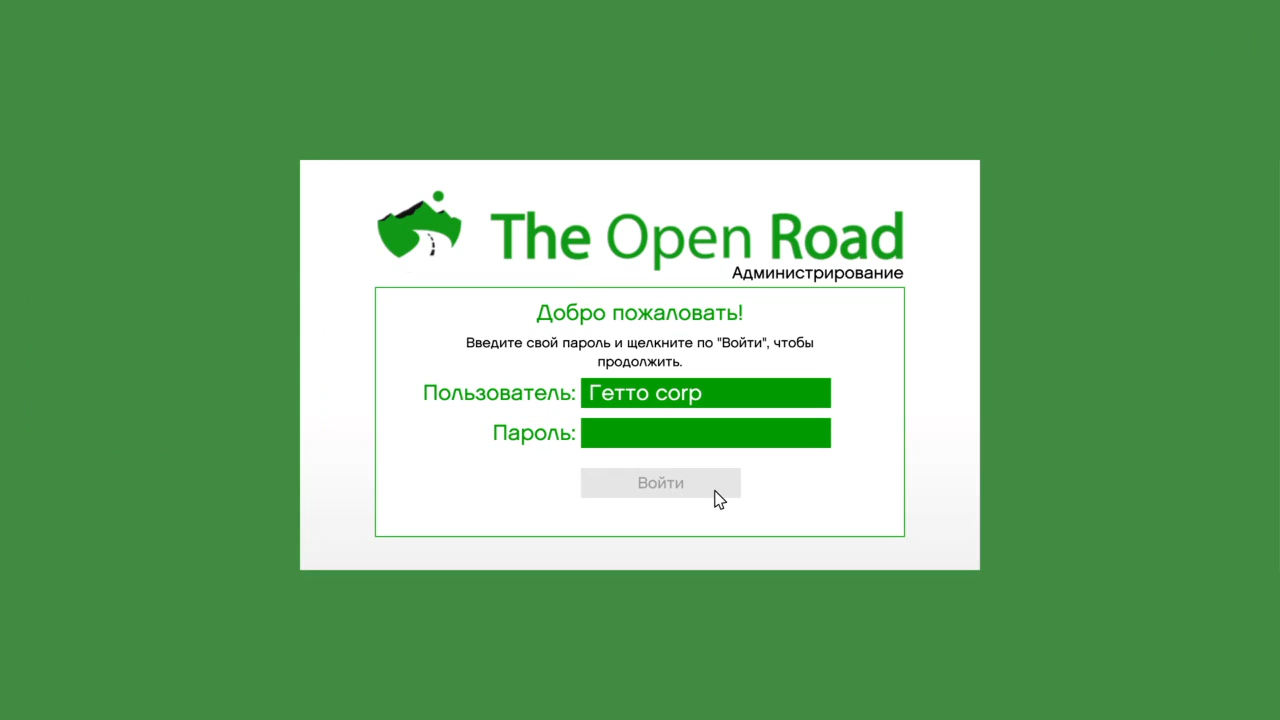 The Open Road
Администрирование
Добро пожаловать!
Введите свой пароль и щелкните по "Войти", чтобы
продолжить.
Пользователь: Гетто corp
Пароль:
Войти